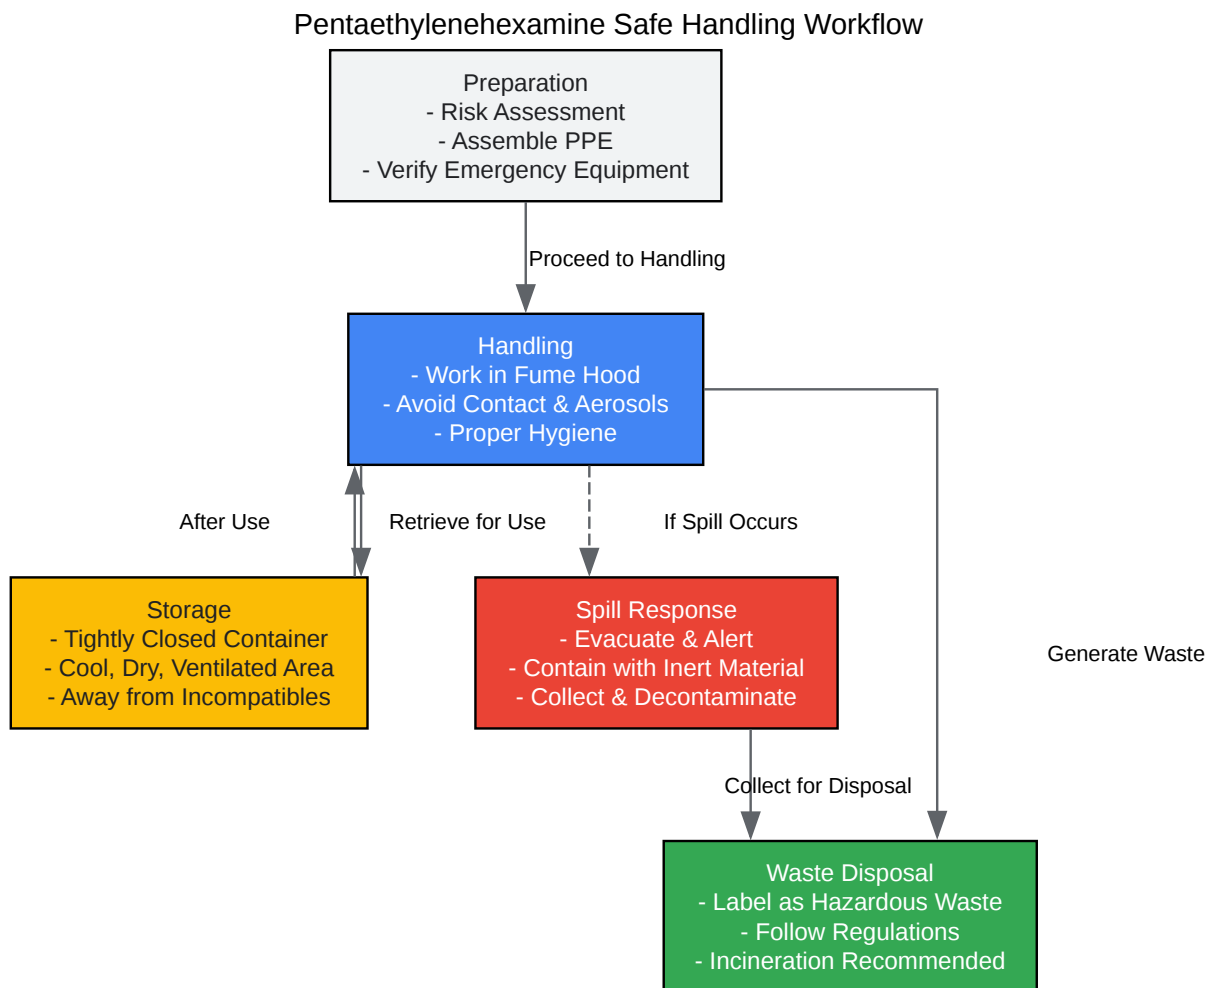 Pentaethylenehexamine Safe Handling Workflow
Preparation
- Risk Assessment
- Assemble PPE
- Verify Emergency Equipment
Proceed to Handling
Handling
- Work in Fume Hood
- Avoid Contact & Aerosols
- Proper Hygiene
After Use
Retrieve for Use
If Spill Occurs
Storage
- Tightly Closed Container
- Cool, Dry, Ventilated Area
- Away from Incompatibles
Spill Response
- Evacuate & Alert
- Contain with Inert Material
- Collect & Decontaminate
Generate Waste
Collect for Disposal
Waste Disposal
- Label as Hazardous Waste
- Follow Regulations
- Incineration Recommended